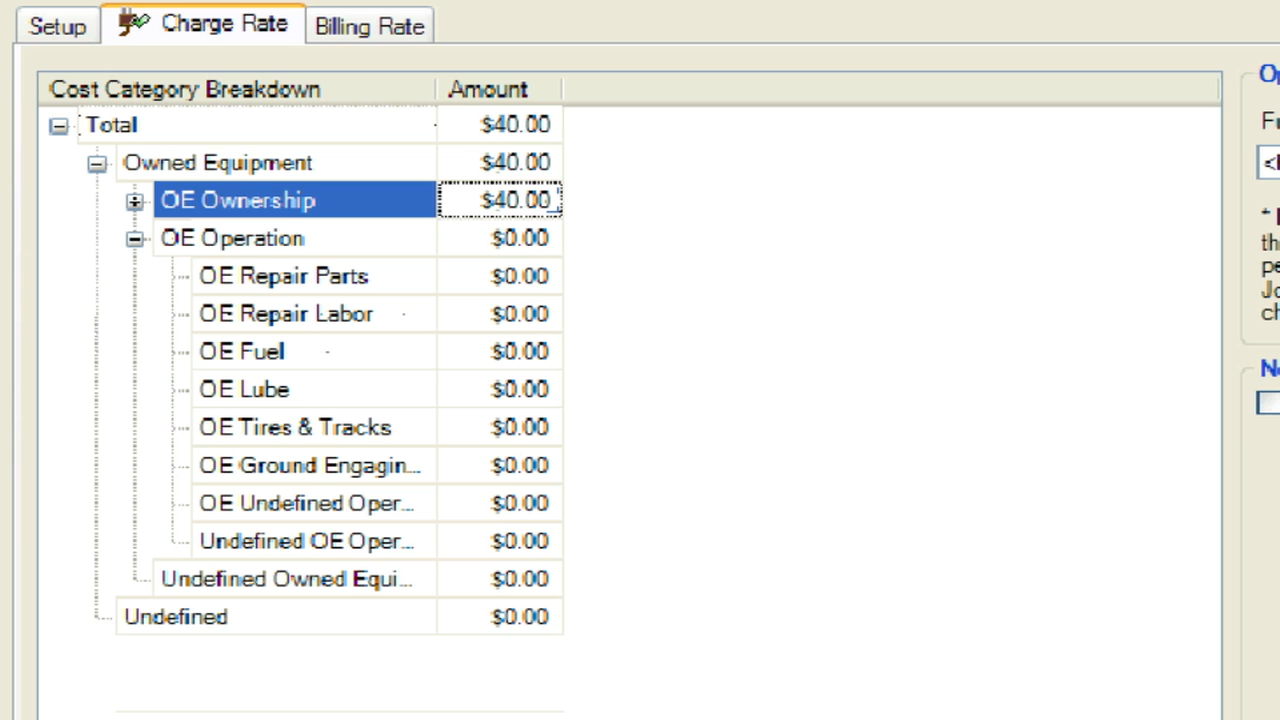 Setup Charge Rate Billing Rate
Cost Category Breakdown Amount
Total $40.00
Owned Equipment $40.00
OE Ownership $40.00
OE Operation $0.00
OE Repair Parts $0.00
OE Repair Labor $0.00
OE Fuel $0.00
OE Lube $0.00
OE Tires & Tracks $0.00
OE Ground Engagin... $0.00
OE Undefined Oper... $0.00
Undefined OE Oper... $0.00
Undefined Owned Equi... $0.00
Undefined $0.00